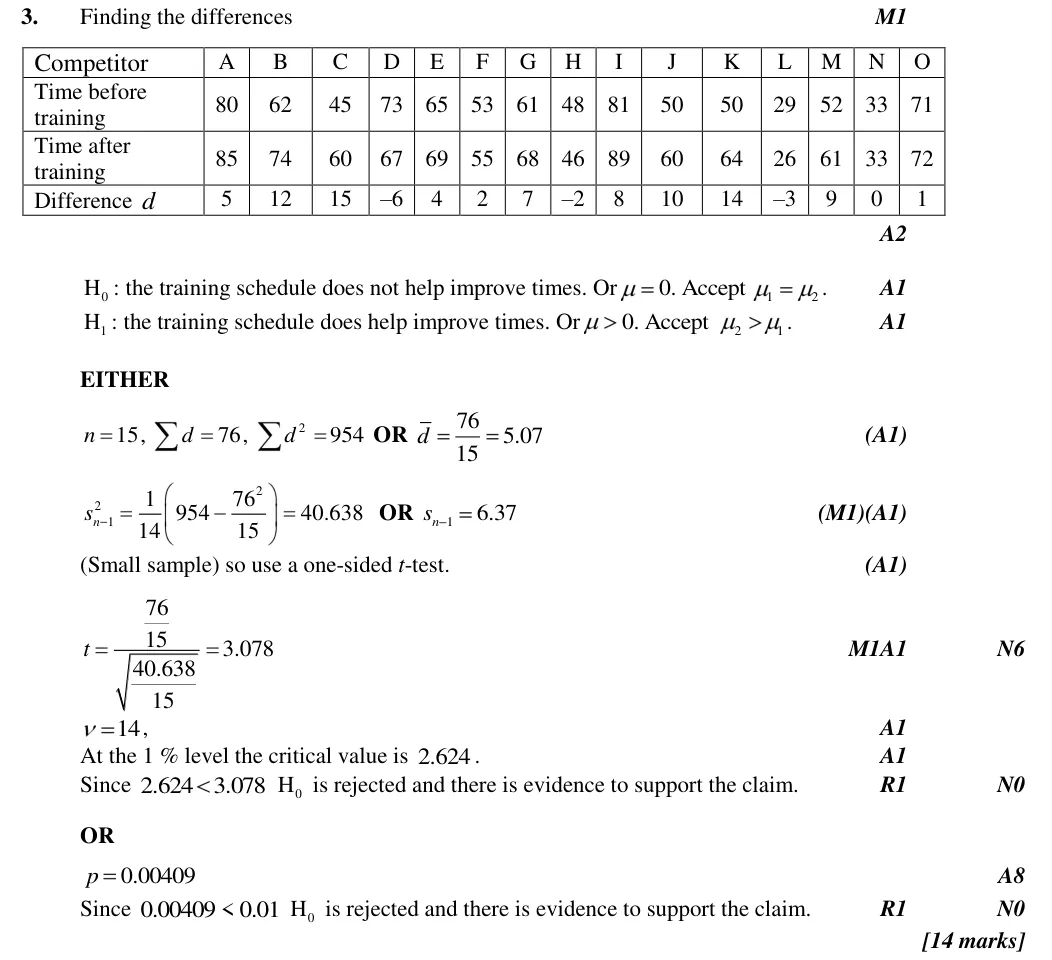 3. Finding the differences M1
Competitor A B C D E F G H I J K L M N O
Time before training 80 62 45 73 65 53 61 48 81 50 50 29 52 33 71
Time after training 85 74 60 67 69 55 68 46 89 60 64 26 61 33 72
Difference d 5 12 15 –6 4 2 7 –2 8 10 14 –3 9 0 1
A2
H₀ : the training schedule does not help improve times. Or μ = 0. Accept μ₁ = μ₂ . A1
H₁ : the training schedule does help improve times. Or μ > 0. Accept μ₂ > μ₁ . A1
EITHER
n = 15, ∑d = 76, ∑d² = 954 OR d̄ = 76/15 = 5.07 (A1)
s²ₙ₋₁ = 1/14 (954 − 76²/15) = 40.638 OR sₙ₋₁ = 6.37 (M1)(A1)
(Small sample) so use a one-sided t-test. (A1)
t = (76/15)/√(40.638/15) = 3.078 M1A1 N6
ν = 14, A1
At the 1 % level the critical value is 2.624 . A1
Since 2.624 < 3.078 H₀ is rejected and there is evidence to support the claim. R1 N0
OR
p = 0.00409 A8
Since 0.00409 < 0.01 H₀ is rejected and there is evidence to support the claim. R1 N0
[14 marks]